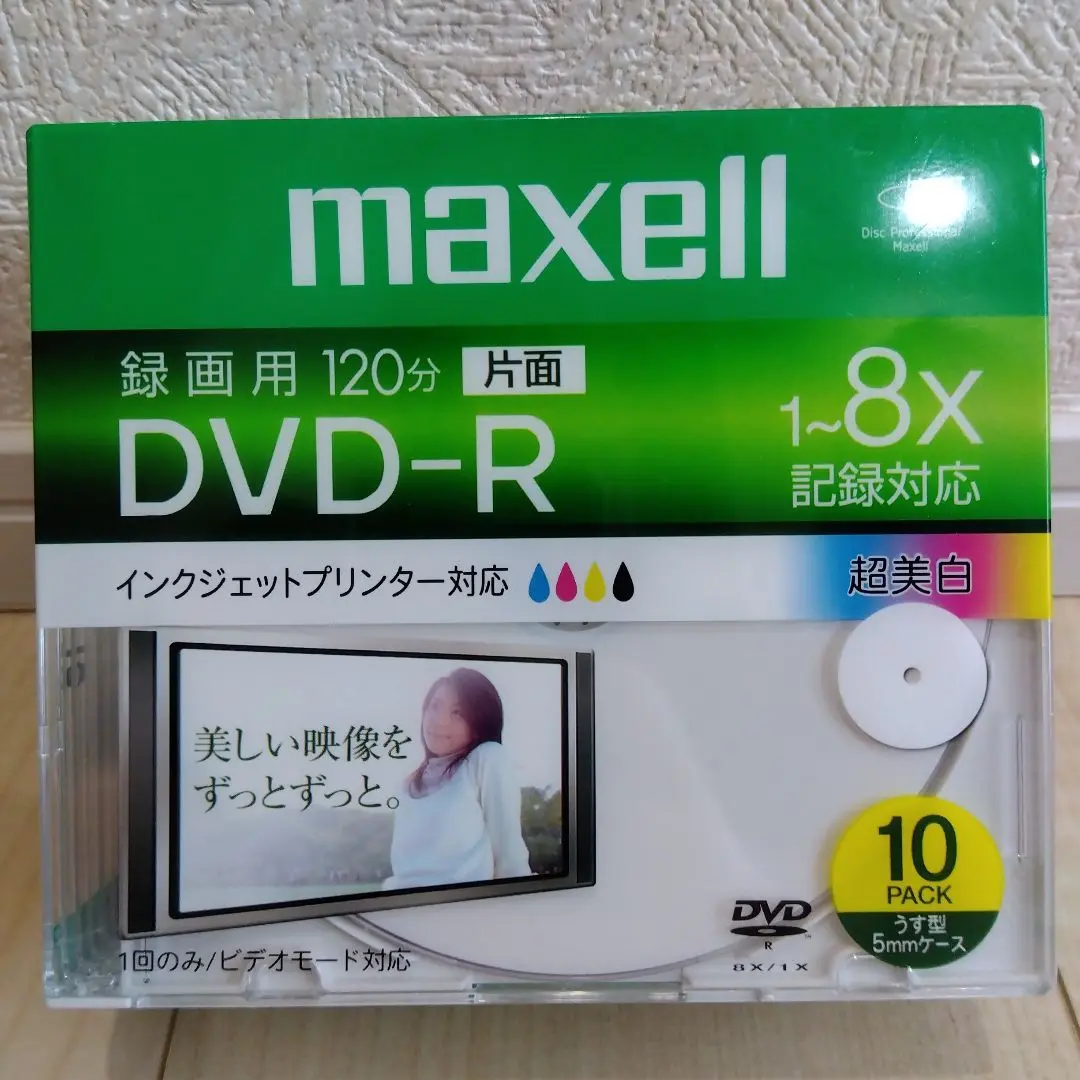 maxell
Disc Professional
Maxell
録画用 120分 片面
DVD-R
1~8X
記録対応
インクジェットプリンター対応
超美白
美しい映像を
ずっとずっと。
10
PACK
うす型
5mmケース
DVD
R
8X/1X
1回のみ/ビデオモード対応